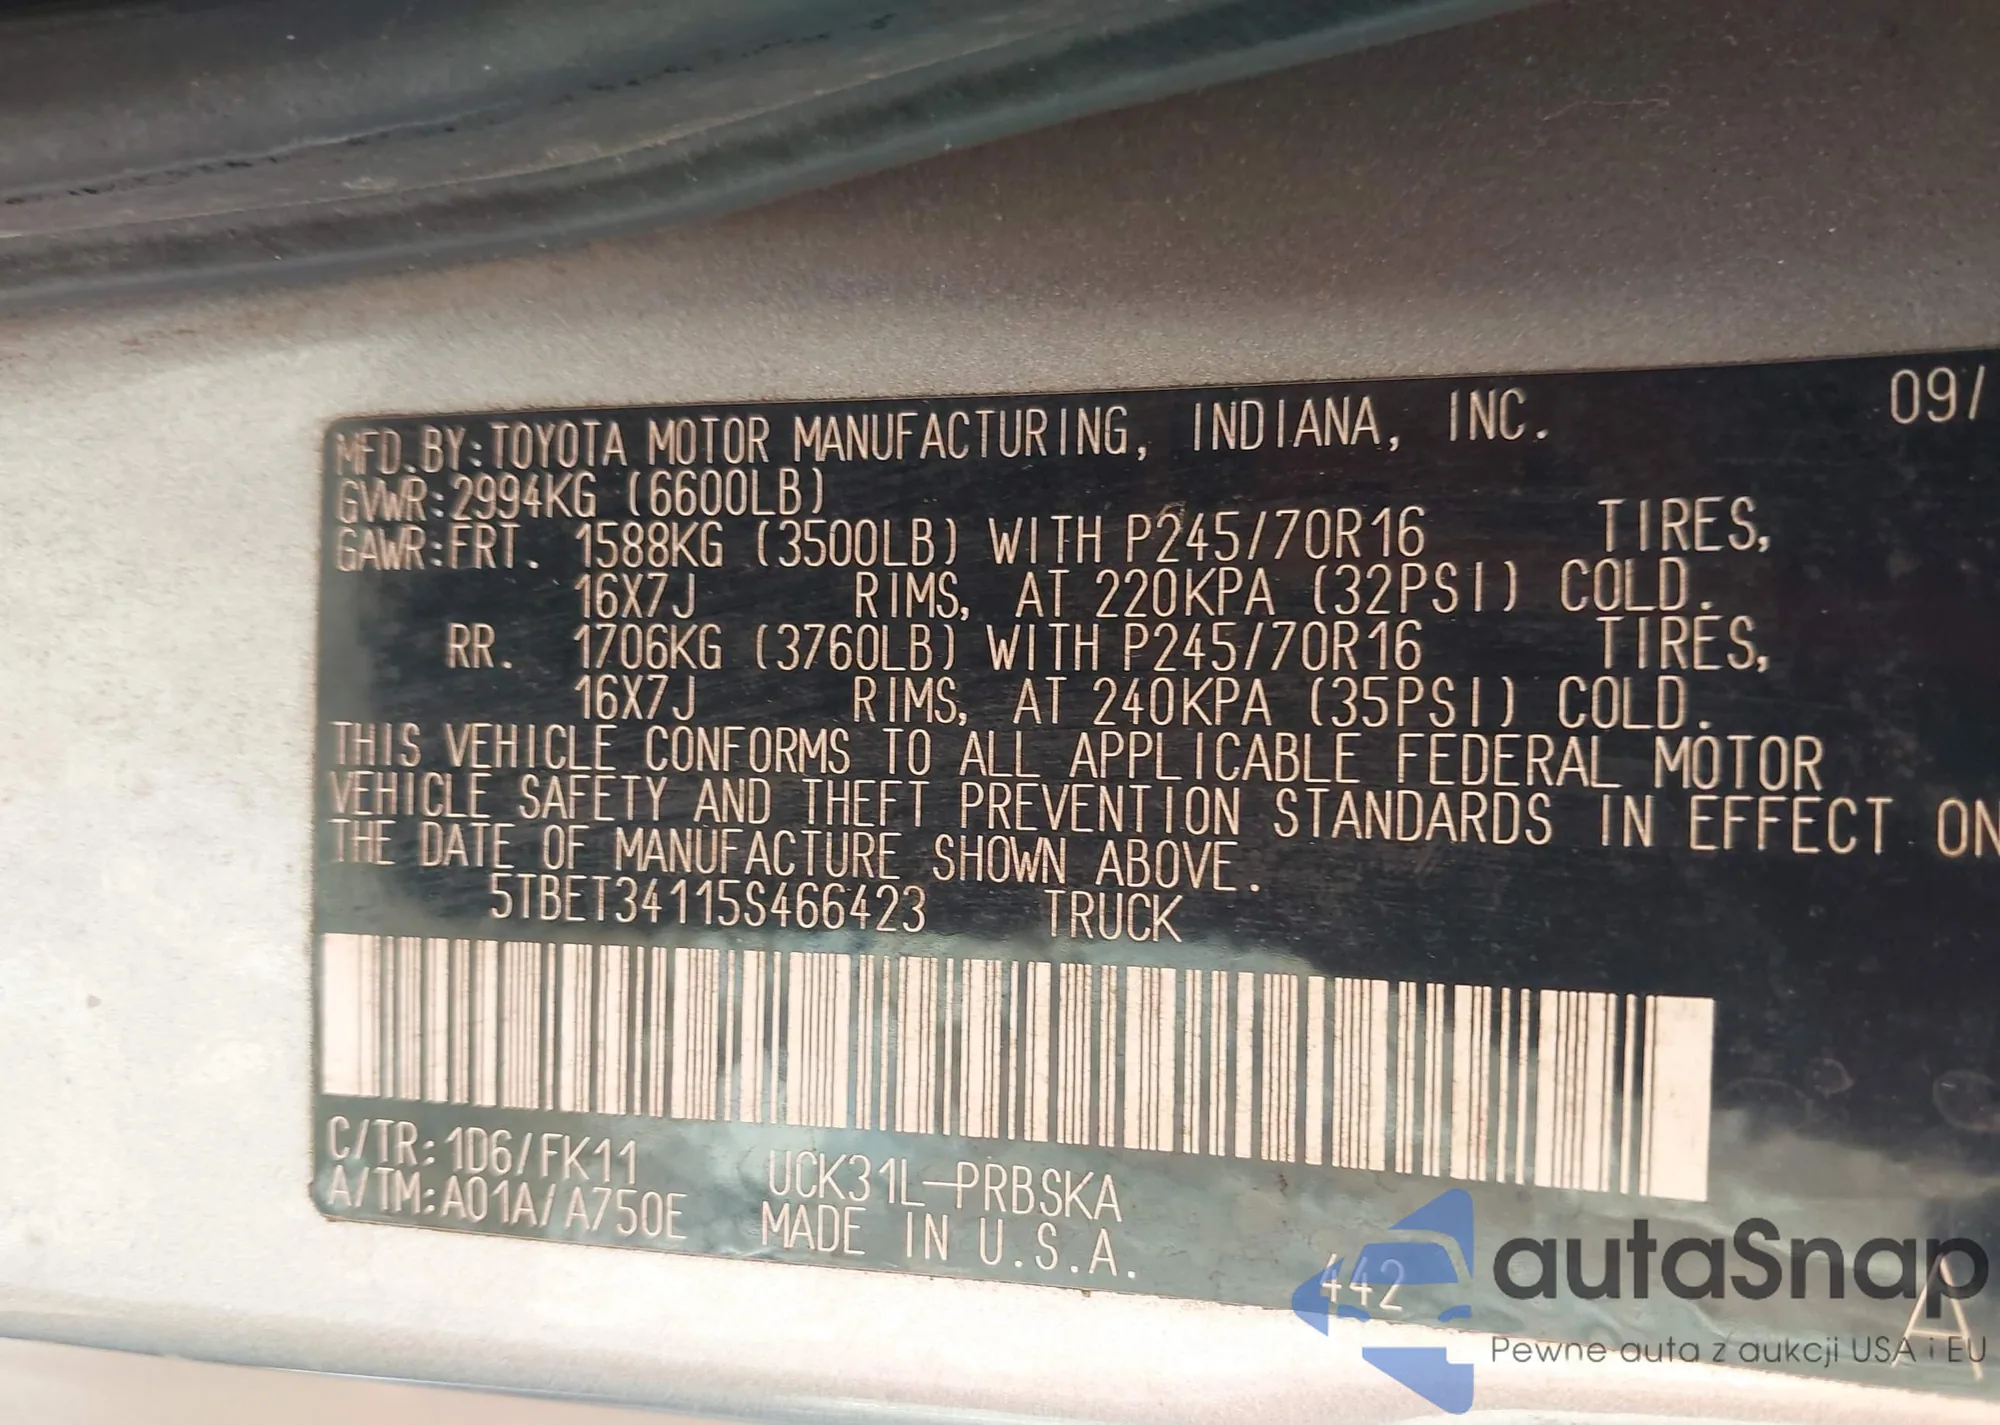 MFD.BY:TOYOTA MOTOR MANUFACTURING, INDIANA, INC. 09/
GVWR:2994KG (6600LB)
GAWR:FRT. 1588KG (3500LB) WITH P245/70R16 TIRES,
16X7J RIMS, AT 220KPA (32PSI) COLD.
RR. 1706KG (3760LB) WITH P245/70R16 TIRES,
16X7J RIMS, AT 240KPA (35PSI) COLD.
THIS VEHICLE CONFORMS TO ALL APPLICABLE FEDERAL MOTOR
VEHICLE SAFETY AND THEFT PREVENTION STANDARDS IN EFFECT ON
THE DATE OF MANUFACTURE SHOWN ABOVE.
5TBET34115S466423 TRUCK
C/TR:1D6/FK11 UCK31L-PRBSKA
A/TM:A01A/A750E MADE IN U.S.A.
442
A
autaSnap
Pewne auta z aukcji USA i EU